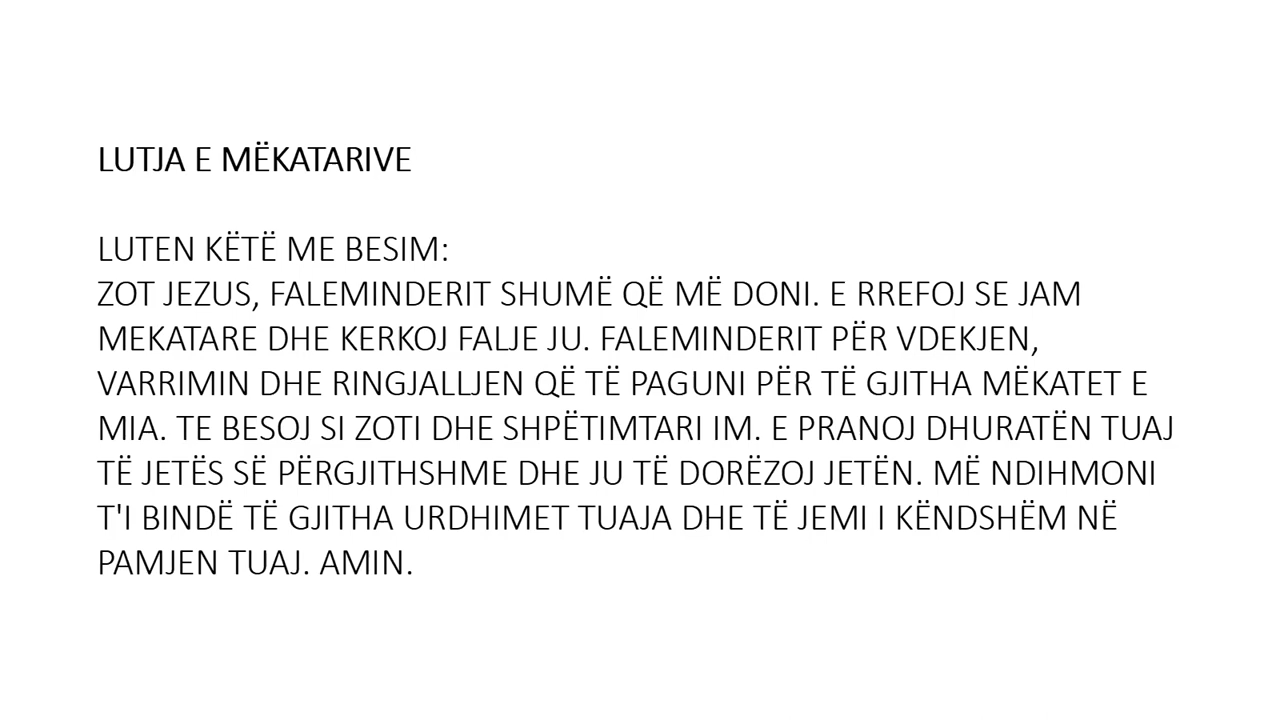 LUTJA E MËKATARIVE
LUTEN KËTË ME BESIM:
ZOT JEZUS, FALEMINDERIT SHUMË QË MË DONI. E RREFOJ SE JAM
MEKATARE DHE KERKOJ FALJE JU. FALEMINDERIT PËR VDEKJEN,
VARRIMIN DHE RINGJALLJEN QË TË PAGUNI PËR TË GJITHA MËKATET E
MIA. TE BESOJ SI ZOTI DHE SHPËTIMTARI IM. E PRANOJ DHURATËN TUAJ
TË JETËS SË PËRGJITHSHME DHE JU TË DORËZOJ JETËN. MË NDIHMONI
T'I BINDË TË GJITHA URDHIMET TUAJA DHE TË JEMI I KËNDSHËM NË
PAMJEN TUAJ. AMIN.